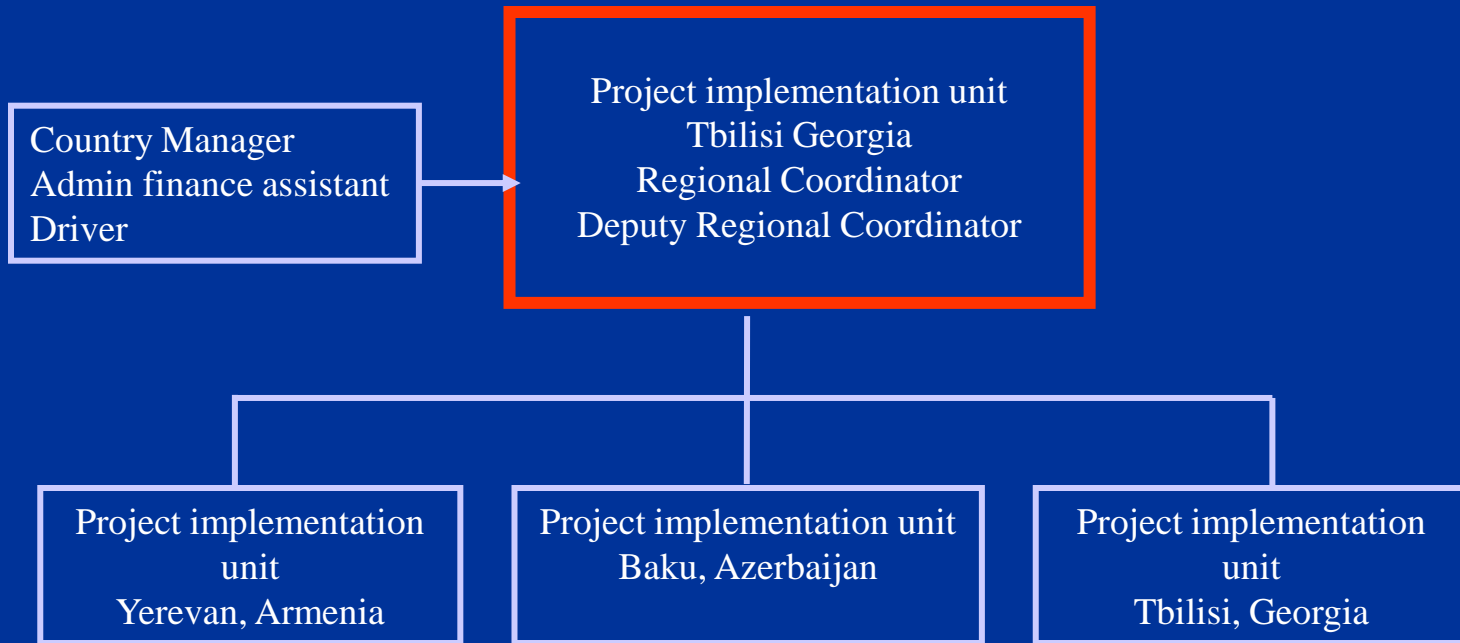 Project implementation unit
Tbilisi Georgia
Regional Coordinator
Deputy Regional Coordinator
Country Manager
Admin finance assistant
Driver
Project implementation
unit
Yerevan, Armenia
Project implementation unit
Baku, Azerbaijan
Project implementation
unit
Tbilisi, Georgia